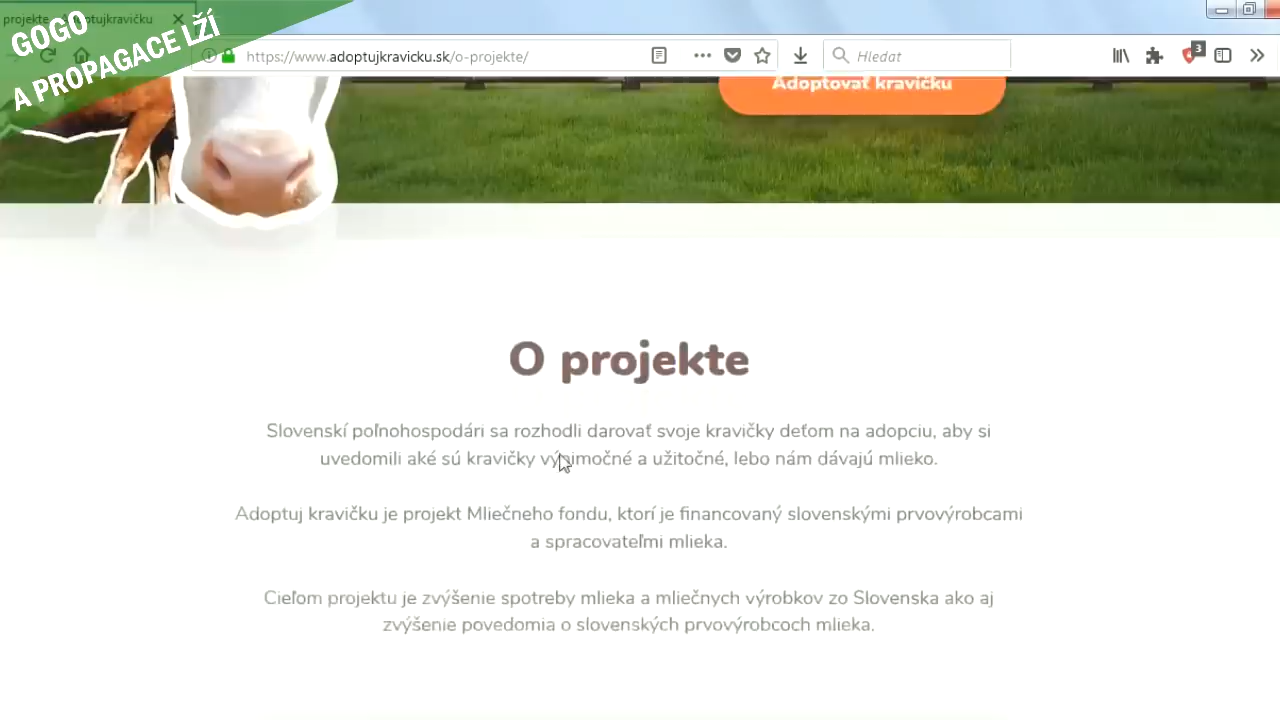 GOGO
A PROPAGACE LŽÍ
projekte
tujkravičku
https://www.adoptujkravicku.sk/o-projekte/
Hledat
3
Adoptovať kravičku
O projekte
Slovenskí poľnohospodári sa rozhodli darovať svoje kravičky deťom na adopciu, aby si
uvedomili aké sú kravičky výnimočné a užitočné, lebo nám dávajú mlieko.
Adoptuj kravičku je projekt Mliečneho fondu, ktorí je financovaný slovenskými prvovýrobcami
a spracovateľmi mlieka.
Cieľom projektu je zvýšenie spotreby mlieka a mliečnych výrobkov zo Slovenska ako aj
zvýšenie povedomia o slovenských prvovýrobcoch mlieka.